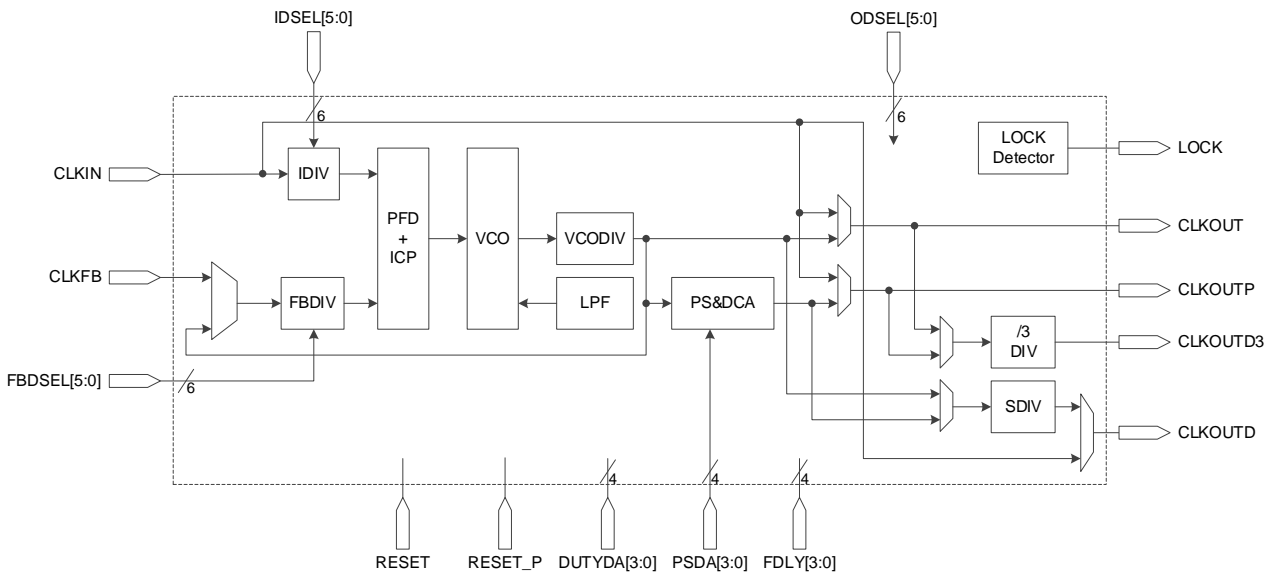 IDSEL[5:0]
ODSEL[5:0]
6
6
LOCK
Detector
LOCK
CLKIN
IDIV
PFD
+
ICP
VCO
VCODIV
CLKOUT
CLKFB
FBDIV
LPF
PS&DCA
CLKOUTP
/3
DIV
CLKOUTD3
FBDSEL[5:0]
6
SDIV
CLKOUTD
4
4
4
RESET
RESET_P
DUTYDA[3:0]
PSDA[3:0]
FDLY[3:0]